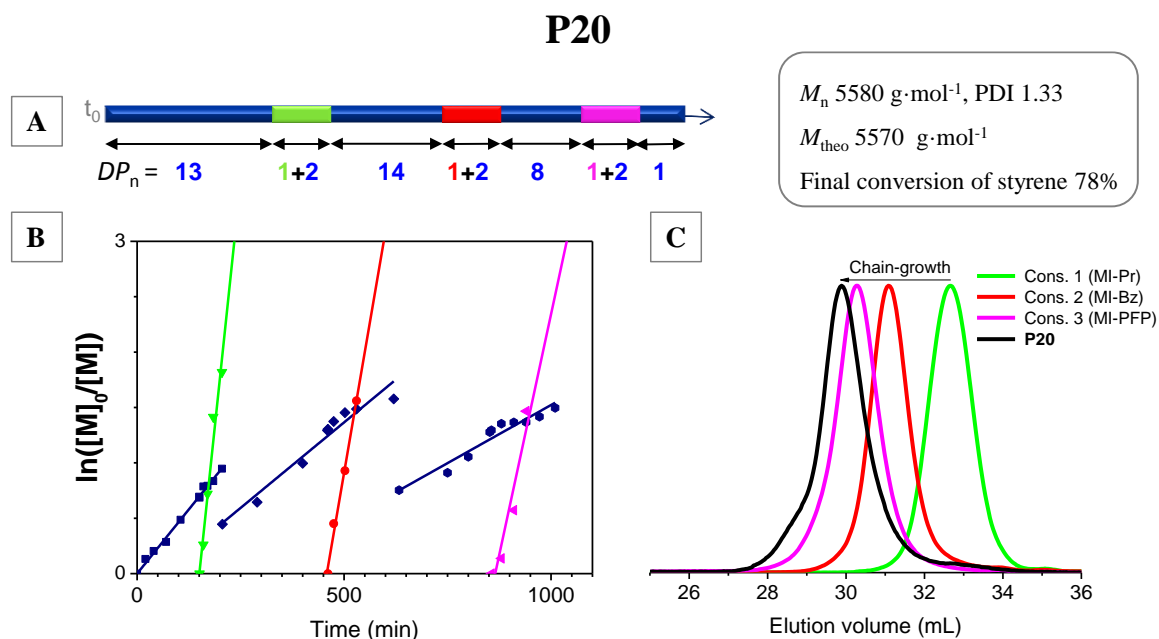 P20
A
t₀
DPₙ = 13 1+2 14 1+2 8 1+2 1
Mₙ 5580 g·mol⁻¹, PDI 1.33
Mₜₕₑₒ 5570 g·mol⁻¹
Final conversion of styrene 78%
B
3
0
ln([M]₀/[M])
0 500 1000
Time (min)
C
Chain-growth
Cons. 1 (MI-Pr)
Cons. 2 (MI-Bz)
Cons. 3 (MI-PFP)
P20
26 28 30 32 34 36
Elution volume (mL)